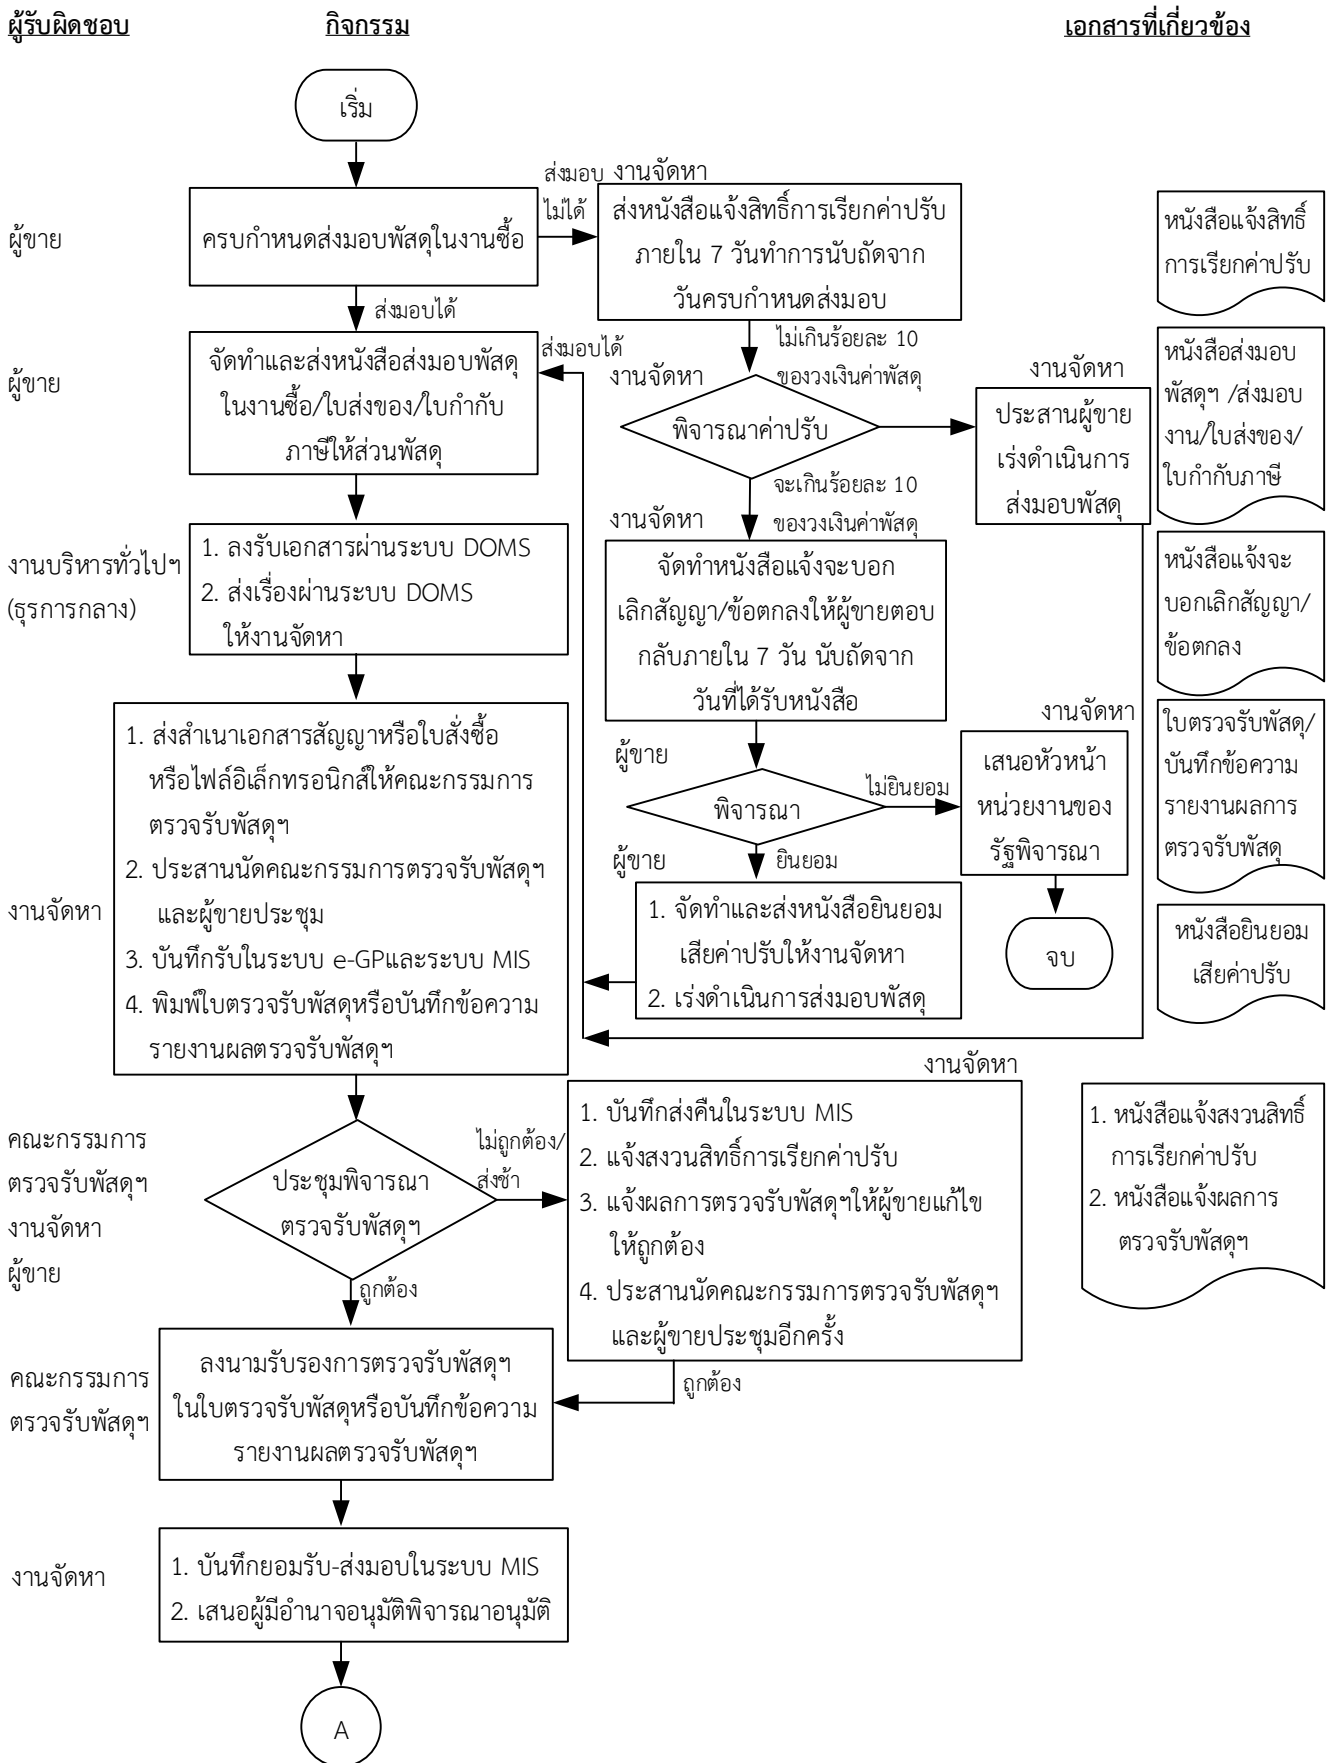 ผู้รับผิดชอบ
กิจกรรม
เอกสารที่เกี่ยวข้อง
เริ่ม
ผู้ขาย
ครบกำหนดส่งมอบพัสดุในงานซื้อ
ส่งมอบ
ไม่ได้
งานจัดหา
ส่งหนังสือแจ้งสิทธิ์การเรียกค่าปรับ
ภายใน 7 วันทำการนับถัดจาก
วันครบกำหนดส่งมอบ
หนังสือแจ้งสิทธิ์
การเรียกค่าปรับ
ส่งมอบได้
ผู้ขาย
จัดทำและส่งหนังสือส่งมอบพัสดุ
ในงานซื้อ/ใบส่งของ/ใบกำกับ
ภาษีให้ส่วนพัสดุ
ส่งมอบได้
ไม่เกินร้อยละ 10
ของวงเงินค่าพัสดุ
งานจัดหา
พิจารณาค่าปรับ
งานจัดหา
ประสานผู้ขาย
เร่งดำเนินการ
ส่งมอบพัสดุ
หนังสือส่งมอบ
พัสดุฯ /ส่งมอบ
งาน/ใบส่งของ/
ใบกำกับภาษี
จะเกินร้อยละ 10
ของวงเงินค่าพัสดุ
งานบริหารทั่วไปฯ
(ธุรการกลาง)
1. ลงรับเอกสารผ่านระบบ DOMS
2. ส่งเรื่องผ่านระบบ DOMS
ให้งานจัดหา
งานจัดหา
จัดทำหนังสือแจ้งจะบอก
เลิกสัญญา/ข้อตกลงให้ผู้ขายตอบ
กลับภายใน 7 วัน นับถัดจาก
วันที่ได้รับหนังสือ
หนังสือแจ้งจะ
บอกเลิกสัญญา/
ข้อตกลง
งานจัดหา
1. ส่งสำเนาเอกสารสัญญาหรือใบสั่งซื้อ
หรือไฟล์อิเล็กทรอนิกส์ให้คณะกรรมการ
ตรวจรับพัสดุฯ
2. ประสานนัดคณะกรรมการตรวจรับพัสดุฯ
และผู้ขายประชุม
3. บันทึกรับในระบบ e-GPและระบบ MIS
4. พิมพ์ใบตรวจรับพัสดุหรือบันทึกข้อความ
รายงานผลตรวจรับพัสดุฯ
ผู้ขาย
พิจารณา
ไม่ยินยอม
งานจัดหา
เสนอหัวหน้า
หน่วยงานของ
รัฐพิจารณา
ใบตรวจรับพัสดุ/
บันทึกข้อความ
รายงานผลการ
ตรวจรับพัสดุ
ผู้ขาย
ยินยอม
1. จัดทำและส่งหนังสือยินยอม
เสียค่าปรับให้งานจัดหา
2. เร่งดำเนินการส่งมอบพัสดุ
จบ
หนังสือยินยอม
เสียค่าปรับ
คณะกรรมการ
ตรวจรับพัสดุฯ
งานจัดหา
ผู้ขาย
ประชุมพิจารณา
ตรวจรับพัสดุฯ
ไม่ถูกต้อง/
ส่งช้า
งานจัดหา
1. บันทึกส่งคืนในระบบ MIS
2. แจ้งสงวนสิทธิ์การเรียกค่าปรับ
3. แจ้งผลการตรวจรับพัสดุฯให้ผู้ขายแก้ไข
ให้ถูกต้อง
4. ประสานนัดคณะกรรมการตรวจรับพัสดุฯ
และผู้ขายประชุมอีกครั้ง
1. หนังสือแจ้งสงวนสิทธิ์
การเรียกค่าปรับ
2. หนังสือแจ้งผลการ
ตรวจรับพัสดุฯ
ถูกต้อง
คณะกรรมการ
ตรวจรับพัสดุฯ
ลงนามรับรองการตรวจรับพัสดุฯ
ในใบตรวจรับพัสดุหรือบันทึกข้อความ
รายงานผลตรวจรับพัสดุฯ
ถูกต้อง
งานจัดหา
1. บันทึกยอมรับ-ส่งมอบในระบบ MIS
2. เสนอผู้มีอำนาจอนุมัติพิจารณาอนุมัติ
A